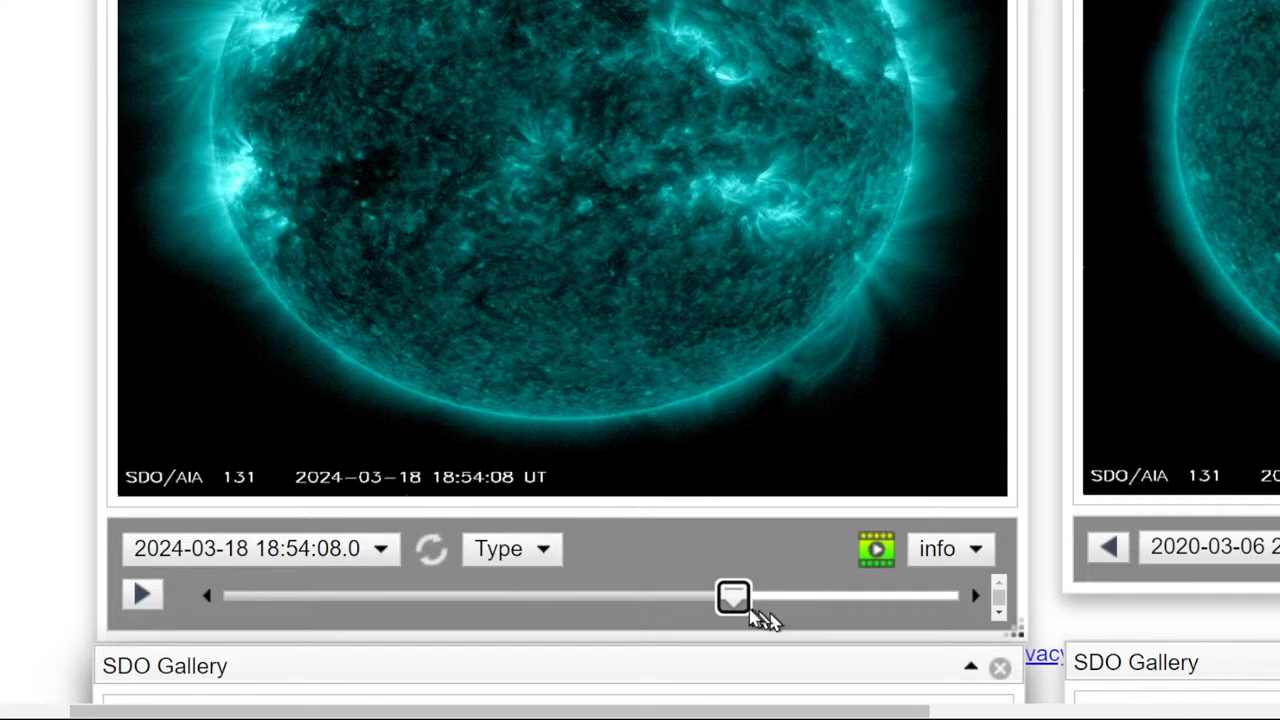 SDO/AIA 131 2024-03-18 18:54:08 UT
SDO/AIA 131
2024-03-18 18:54:08.0
Type
info
2020-03-06
SDO Gallery
vacy
SDO Gallery